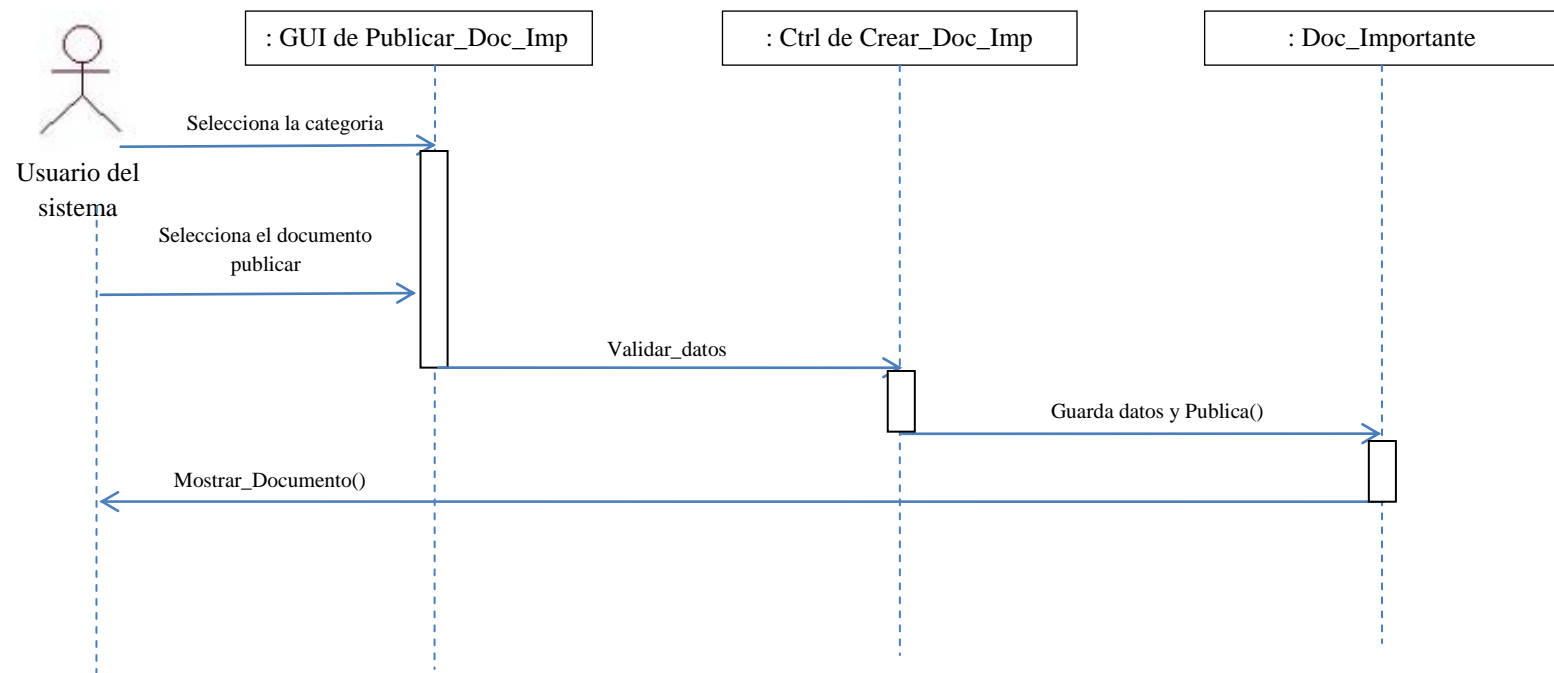 : GUI de Publicar_Doc_Imp
: Ctrl de Crear_Doc_Imp
: Doc_Importante
Selecciona la categoria
Usuario del
sistema
Selecciona el documento
publicar
Validar_datos
Guarda datos y Publica()
Mostrar_Documento()